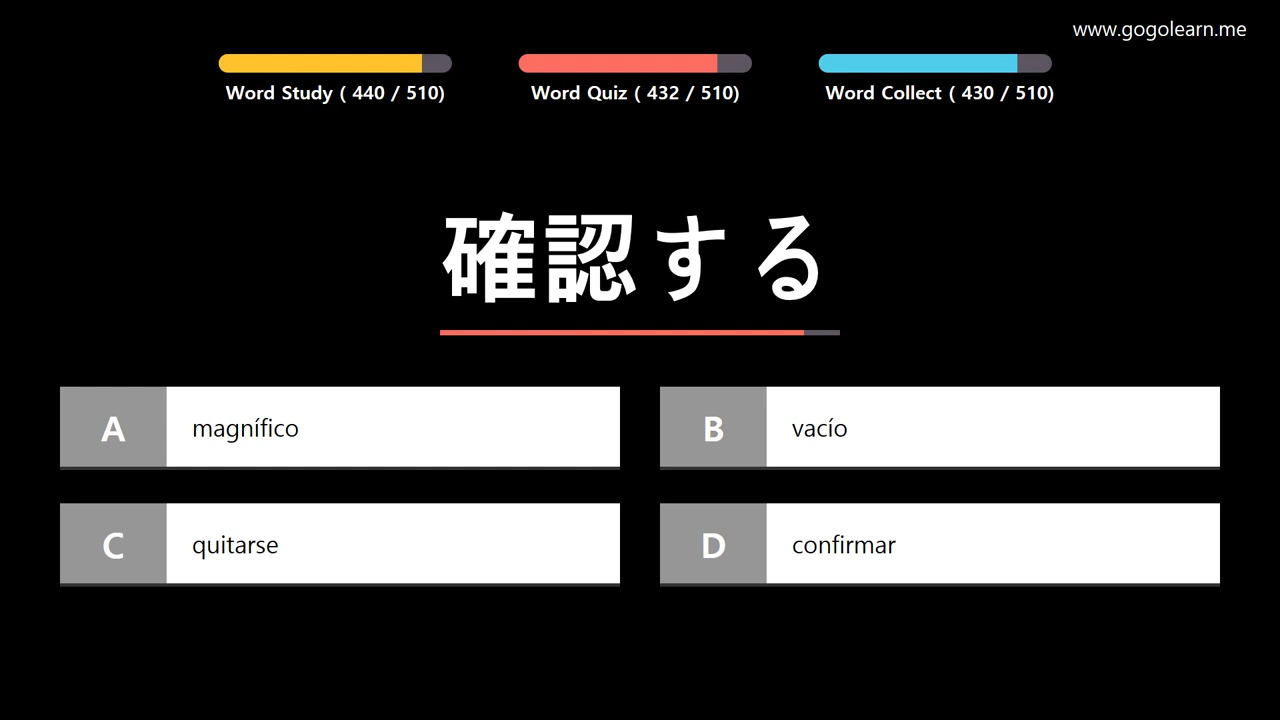 www.gogolearn.me
Word Study ( 440 / 510)
Word Quiz ( 432 / 510)
Word Collect ( 430 / 510)
確認する
A magnífico
B vacío
C quitarse
D confirmar